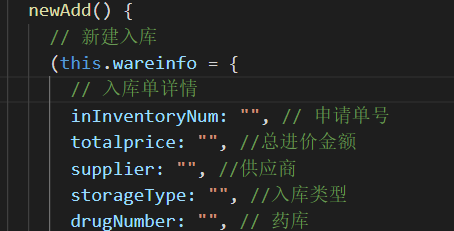 newAdd() {
// 新建入库
(this.wareinfo = {
// 入库单详情
inInventoryNum: "", // 申请单号
totalprice: "", //总进价金额
supplier: "", //供应商
storageType: "", //入库类型
drugNumber: "", // 药库